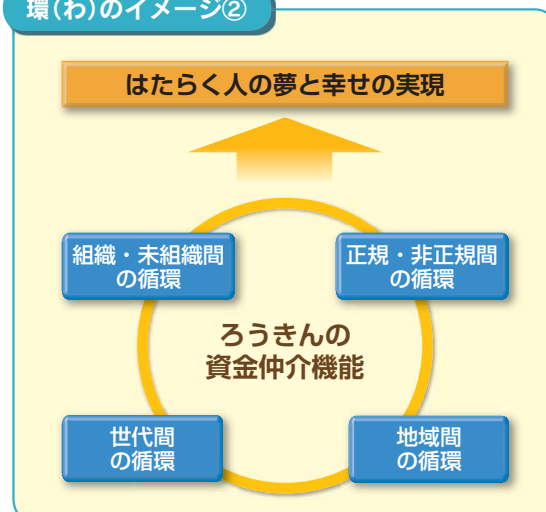 環(わ)のイメージ②
はたらく人の夢と幸せの実現
組織・未組織間
の循環
正規・非正規間
の循環
ろうきんの
資金仲介機能
世代間
の循環
地域間
の循環